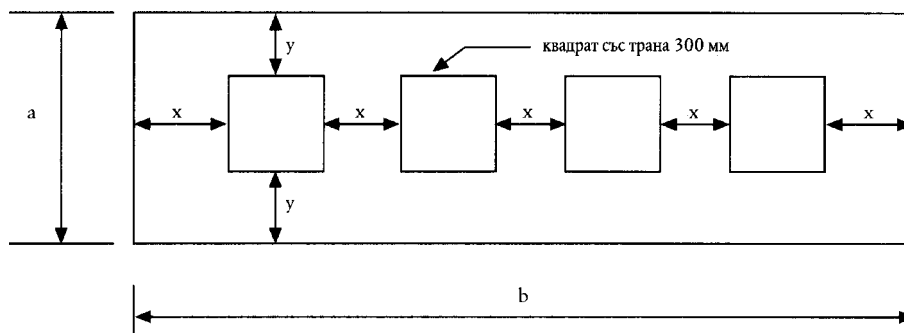 y
квадрат със трана 300 мм
a
x x x x x
y
b